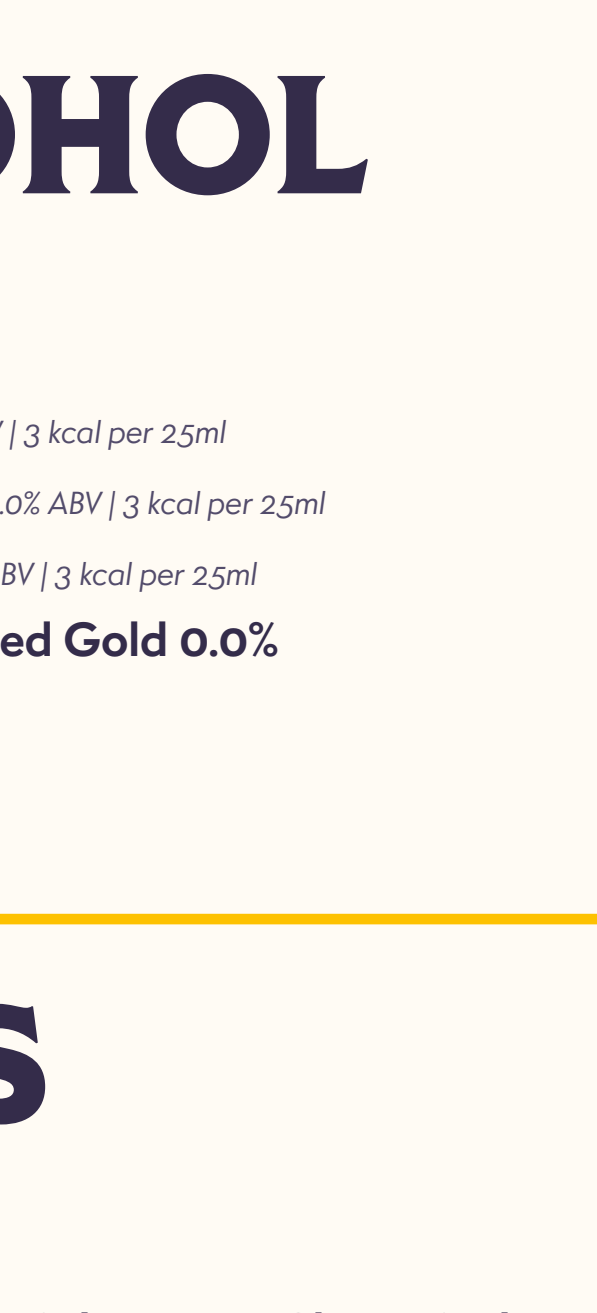 OHOL
| 3 kcal per 25ml
.0% ABV | 3 kcal per 25ml
BV | 3 kcal per 25ml
ed Gold 0.0%
S